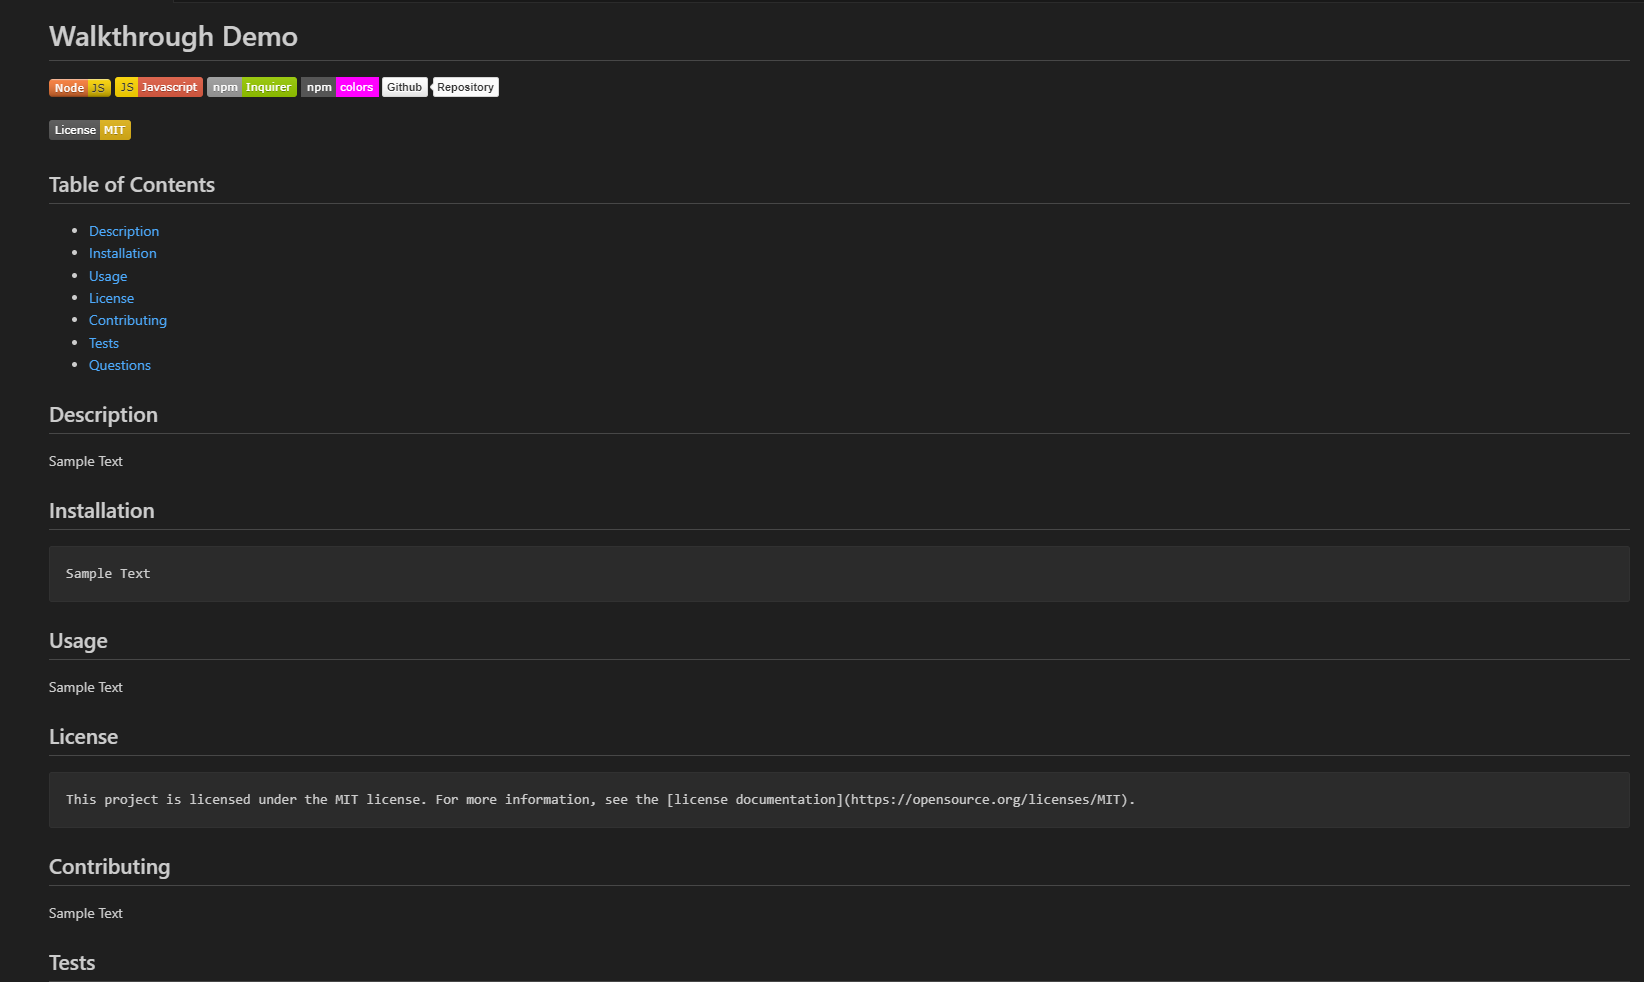 Walkthrough Demo
Node JS JS Javascript npm Inquirer npm colors Github Repository
License MIT
Table of Contents
Description
Installation
Usage
License
Contributing
Tests
Questions
Description
Sample Text
Installation
Sample Text
Usage
Sample Text
License
This project is licensed under the MIT license. For more information, see the [license documentation](https://opensource.org/licenses/MIT).
Contributing
Sample Text
Tests